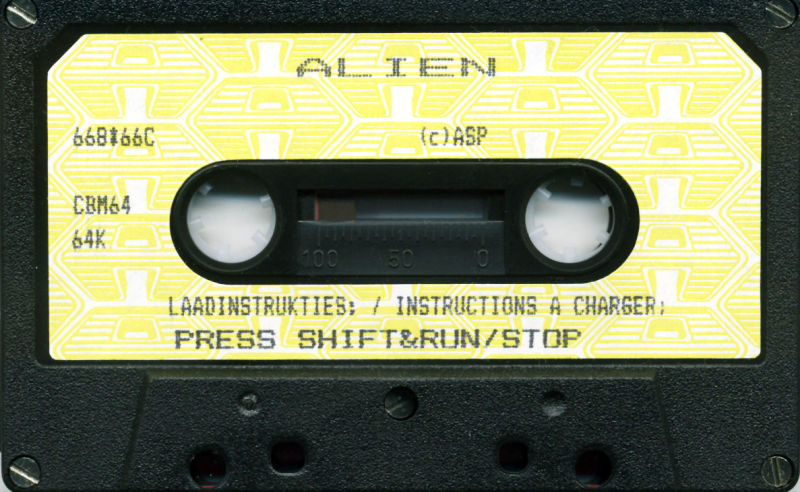 ALIEN
66B*66C (c)ASP
CBM64
64K
100 50 0
LAADINSTRUKTIES: / INSTRUCTIONS A CHARGER:
PRESS SHIFT&RUN/STOP